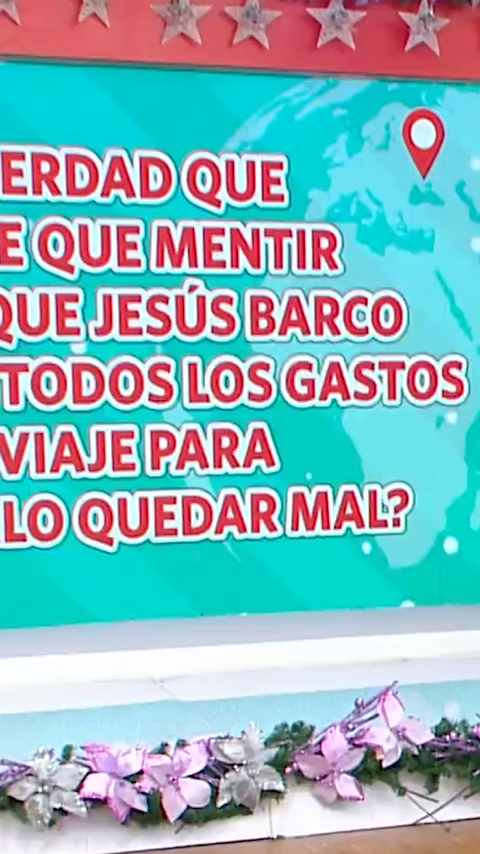 ERDAD QUE
E QUE MENTIR
QUE JESÚS BARCO
TODOS LOS GASTOS
VIAJE PARA
LO QUEDAR MAL?